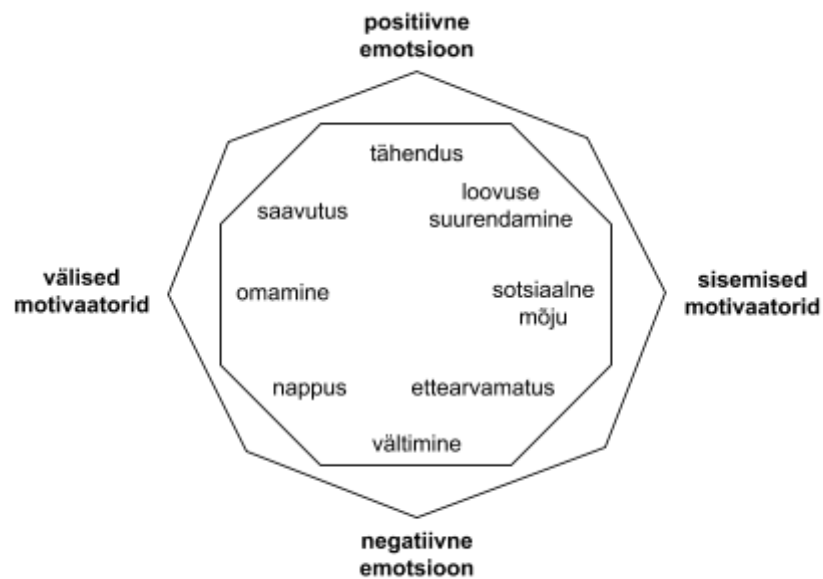 positiivne
emotsioon
tähendus
loovuse
suurendamine
saavutus
välised
motivaatorid
omamine
sotsiaalne
mõju
sisemised
motivaatorid
nappus
ettearvamatus
vältimine
negatiivne
emotsioon